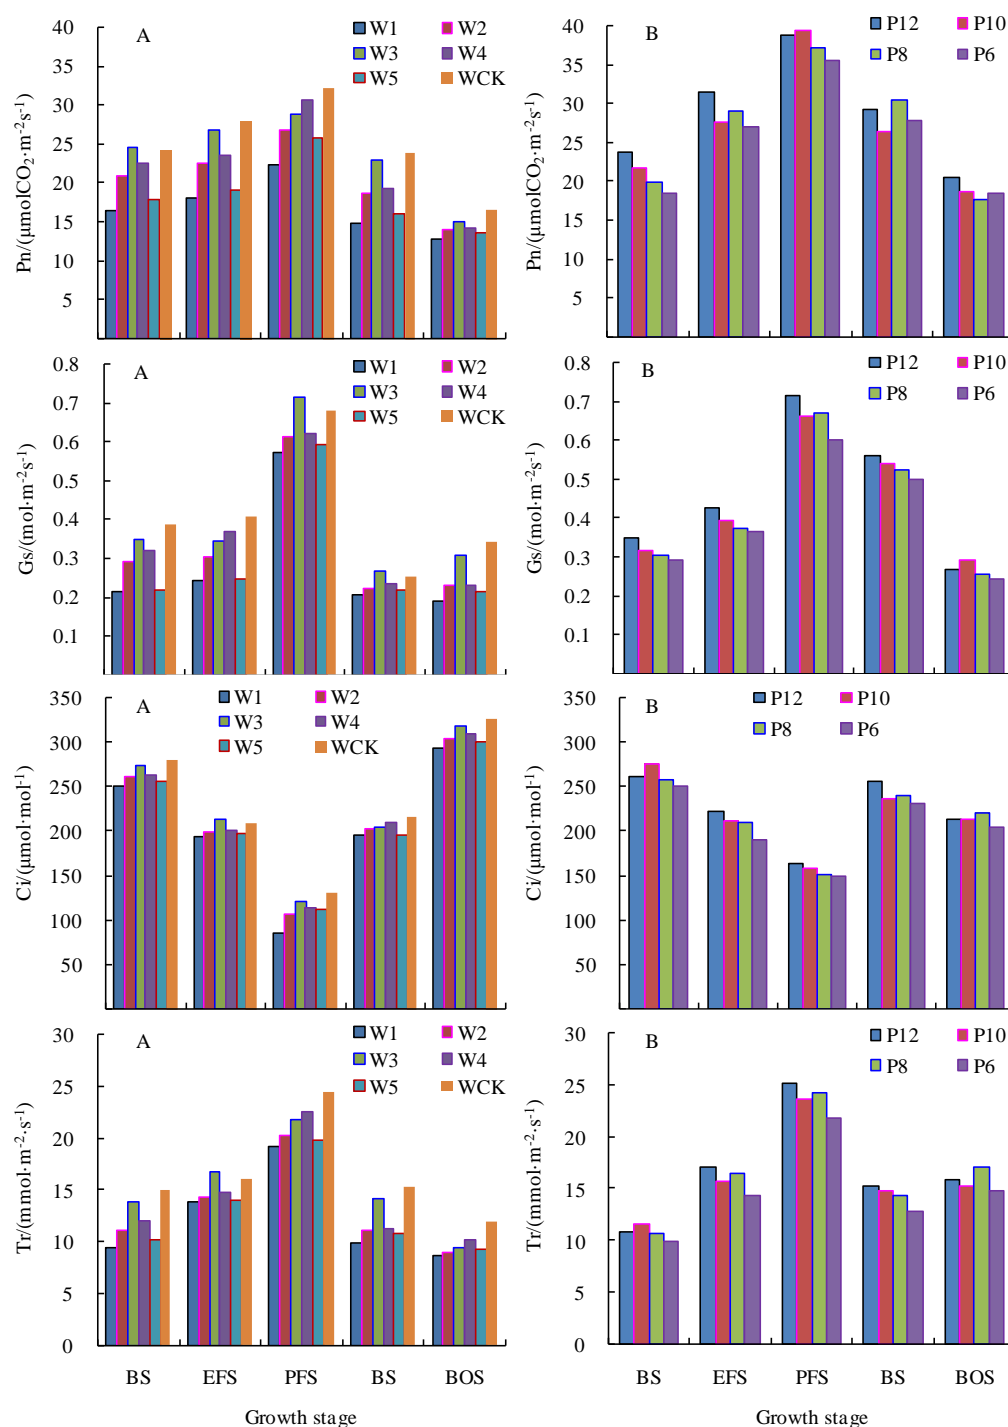 A
W1 W2
W3 W4
W5 WCK
40
35
30
25
20
15
10
5
Pn/(μmolCO₂·m⁻²s⁻¹)
B
P12 P10
P8 P6
40
35
30
25
20
15
10
5
Pn/(μmolCO₂·m⁻²s⁻¹)
A
W1 W2
W3 W4
W5 WCK
0.8
0.7
0.6
0.5
0.4
0.3
0.2
0.1
Gs/(mol·m⁻²s⁻¹)
B
P12 P10
P8 P6
0.8
0.7
0.6
0.5
0.4
0.3
0.2
0.1
Gs/(mol·m⁻²s⁻¹)
A
W1 W2
W3 W4
W5 WCK
350
300
250
200
150
100
50
Ci/(μmol·mol⁻¹)
B
P12 P10
P8 P6
350
300
250
200
150
100
50
Ci/(μmol·mol⁻¹)
A
W1 W2
W3 W4
W5 WCK
30
25
20
15
10
5
0
Tr/(mmol·m⁻²·s⁻¹)
BS EFS PFS BS BOS
Growth stage
B
P12 P10
P8 P6
30
25
20
15
10
5
0
Tr/(mmol·m⁻²·s⁻¹)
BS EFS PFS BS BOS
Growth stage